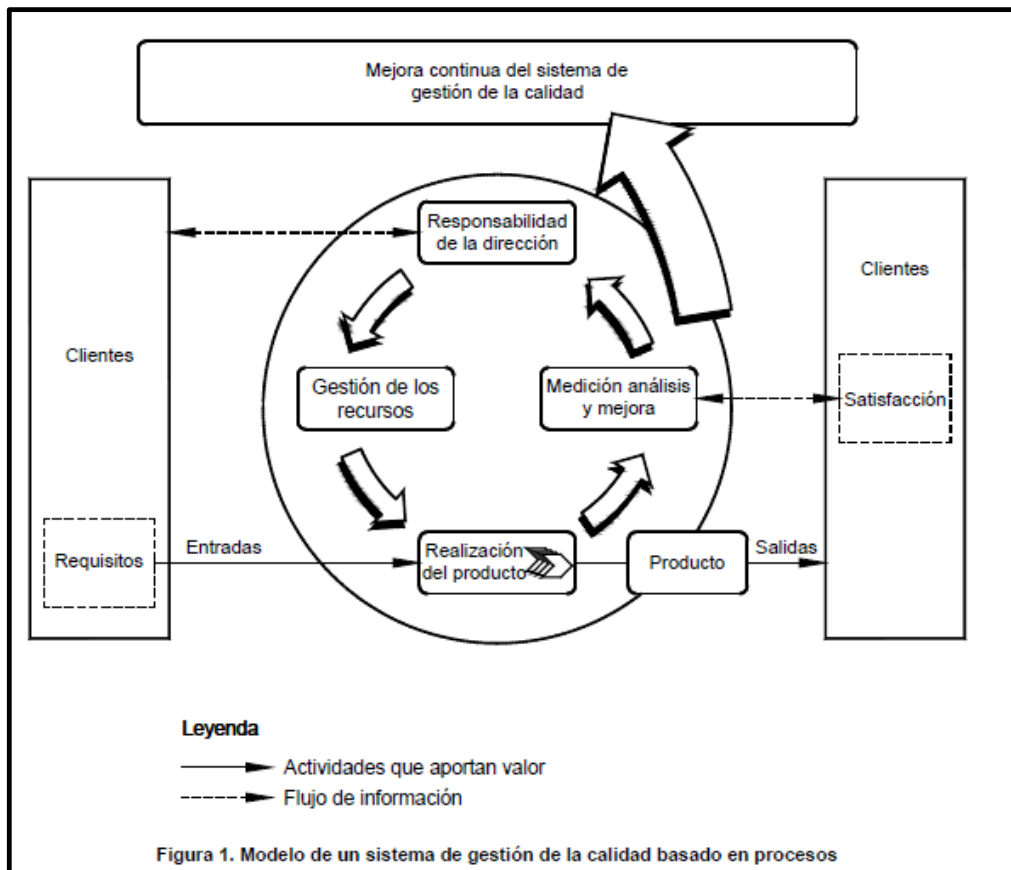 Mejora continua del sistema de
gestión de la calidad
Responsabilidad
de la dirección
Clientes
Clientes
Gestión de los
recursos
Medición análisis
y mejora
Satisfacción
Requisitos
Entradas
Realización
del producto
Producto
Salidas
Leyenda
Actividades que aportan valor
Flujo de información
Figura 1. Modelo de un sistema de gestión de la calidad basado en procesos